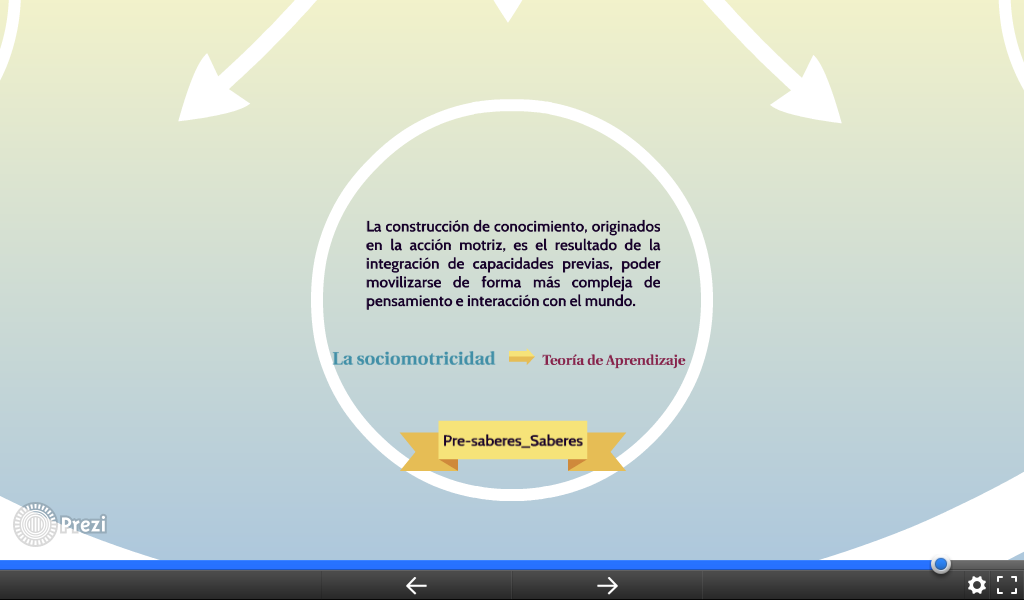 La construcción de conocimiento, originados
en la acción motriz, es el resultado de la
integración de capacidades previas, poder
movilizarse de forma más compleja de
pensamiento e interacción con el mundo.
La sociomotricidad Teoría de Aprendizaje
Pre-saberes_Saberes
Prezi